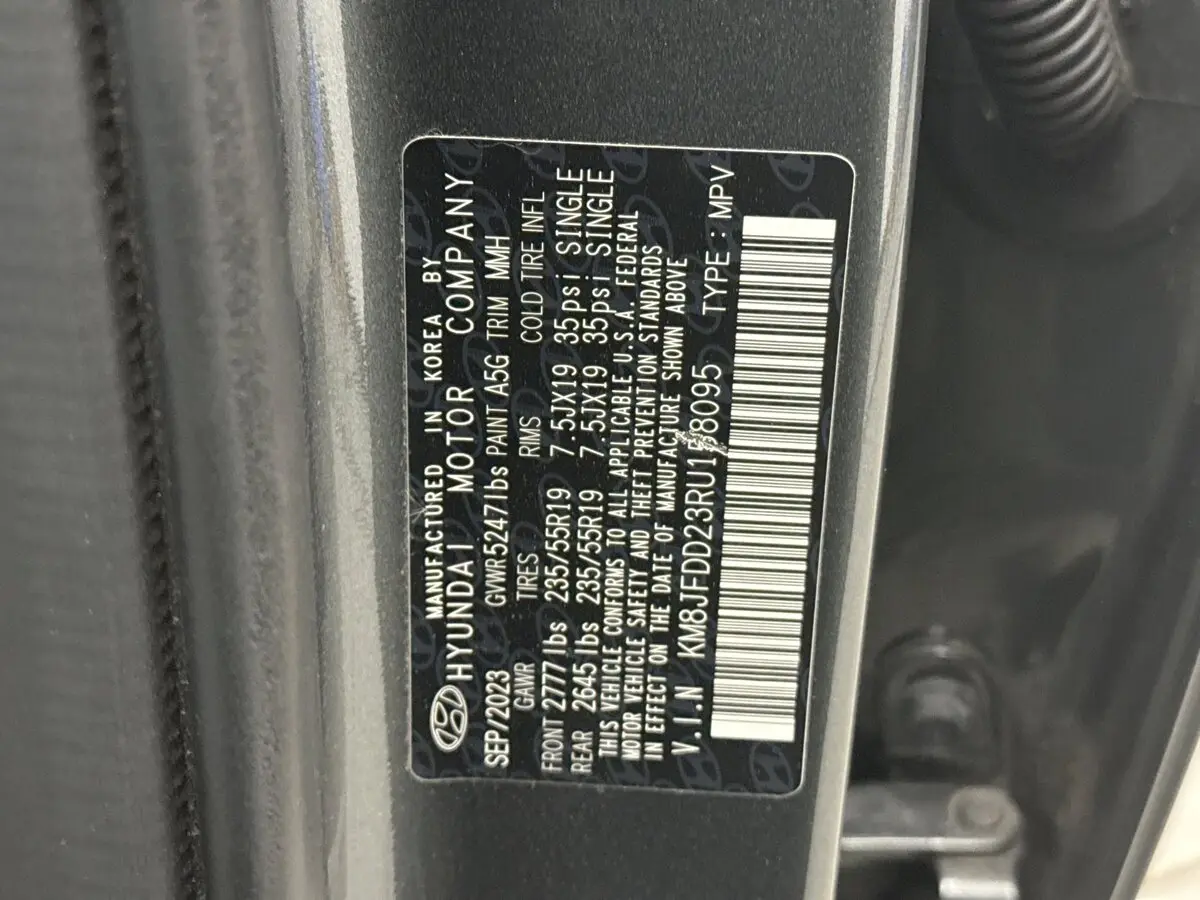 MANUFACTURED IN KOREA BY
HYUNDAI MOTOR COMPANY
SEP/2023 GVWR5247lbs PAINT A5G TRIM MMH
GAWR TIRES RIMS COLD TIRE INFL
FRONT 2777lbs 235/55R19 7.5JX19 35psi SINGLE
REAR 2645lbs 235/55R19 7.5JX19 35psi SINGLE
THIS VEHICLE CONFORMS TO ALL APPLICABLE U.S.A. FEDERAL
MOTOR VEHICLE SAFETY AND THEFT PREVENTION STANDARDS
IN EFFECT ON THE DATE OF MANUFACTURE SHOWN ABOVE
V.I.N KM8JFDD23RU158095 TYPE : MPV